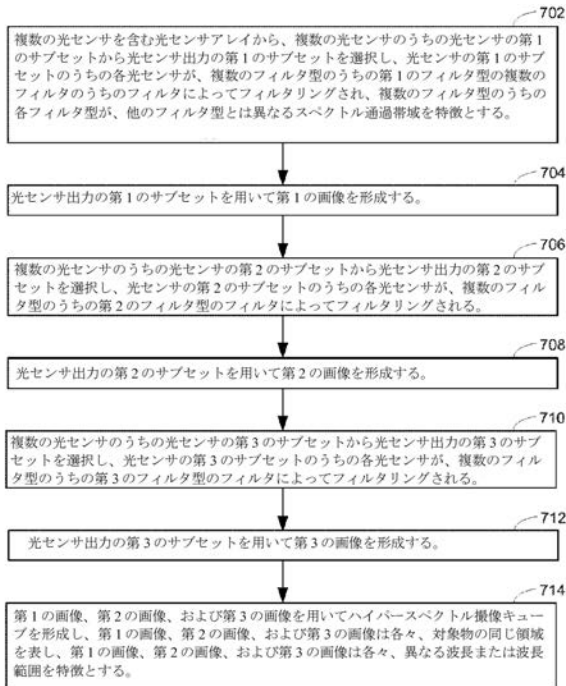 702
複数の光センサを含む光センサアレイから、複数の光センサのうちの光センサの第1
のサブセットから光センサ出力の第1のサブセットを選択し、光センサの第1のサブ
セットのうちの各光センサが、複数のフィルタ型のうちの第1のフィルタ型の複数の
フィルタのうちのフィルタによってフィルタリングされ、複数のフィルタ型のうちの
各フィルタ型が、他のフィルタ型とは異なるスペクトル通過帯域を特徴とする。
704
光センサ出力の第1のサブセットを用いて第1の画像を形成する。
706
複数の光センサのうちの光センサの第2のサブセットから光センサ出力の第2のサブ
セットを選択し、光センサの第2のサブセットのうちの各光センサが、複数のフィル
タ型のうちの第2のフィルタ型のフィルタによってフィルタリングされる。
708
光センサ出力の第2のサブセットを用いて第2の画像を形成する。
710
複数の光センサのうちの光センサの第3のサブセットから光センサ出力の第3のサブ
セットを選択し、光センサの第3のサブセットのうちの各光センサが、複数のフィル
タ型のうちの第3のフィルタ型のフィルタによってフィルタリングされる。
712
光センサ出力の第3のサブセットを用いて第3の画像を形成する。
714
第1の画像、第2の画像、および第3の画像を用いてハイパースペクトル撮像キュー
ブを形成し、第1の画像、第2の画像、および第3の画像は各々、対象物の同じ領域
を表し、第1の画像、第2の画像、および第3の画像は各々、異なる波長または波長
範囲を特徴とする。